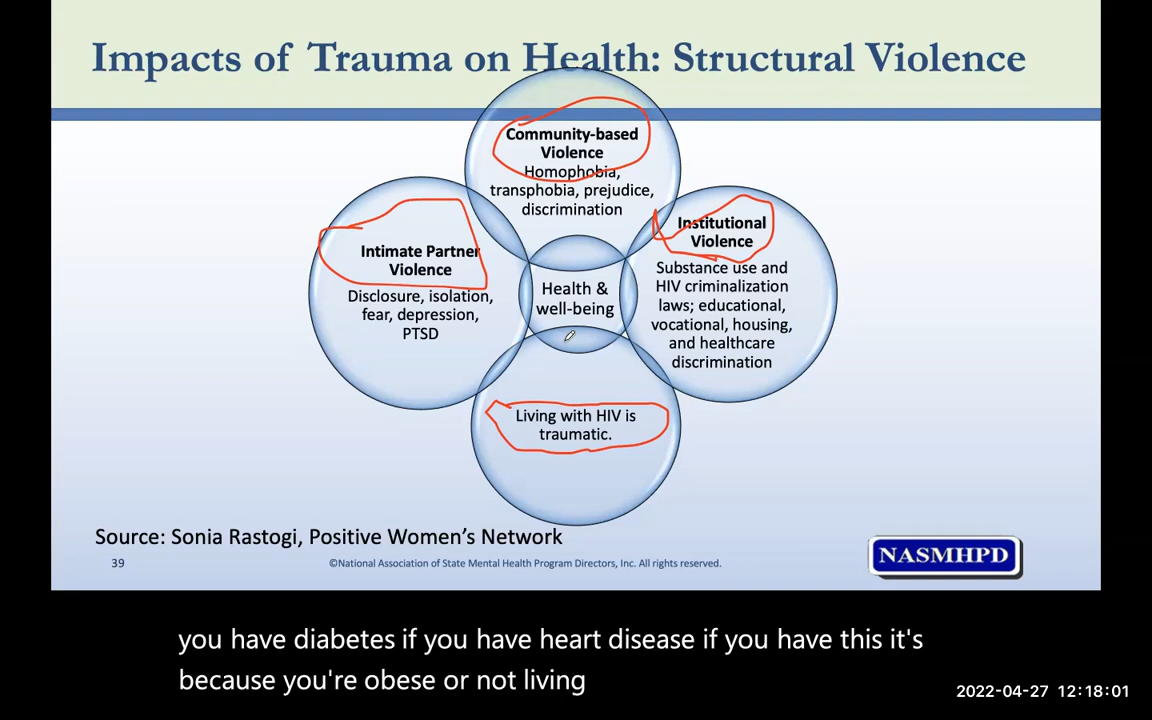 Impacts of Trauma on Health: Structural Violence
Community-based
Violence
Homophobia,
transphobia, prejudice,
discrimination
Intimate Partner
Violence
Disclosure, isolation,
fear, depression,
PTSD
Health &
well-being
Institutional
Violence
Substance use and
HIV criminalization
laws; educational,
vocational, housing,
and healthcare
discrimination
Living with HIV is
traumatic.
Source: Sonia Rastogi, Positive Women’s Network
39
©National Association of State Mental Health Program Directors, Inc. All rights reserved.
NASMHPD
you have diabetes if you have heart disease if you have this it's
because you're obese or not living
2022-04-27 12:18:01